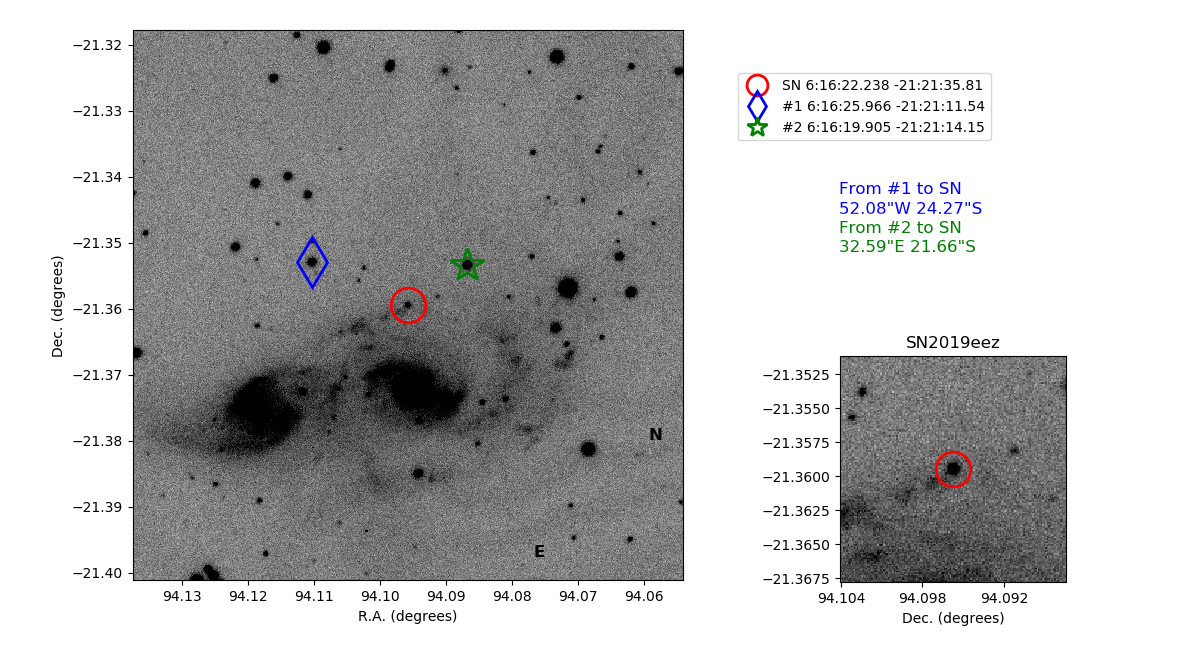 SN 6:16:22.238 -21:21:35.81
#1 6:16:25.966 -21:21:11.54
#2 6:16:19.905 -21:21:14.15
From #1 to SN
52.08"W 24.27"S
From #2 to SN
32.59"E 21.66"S
−21.32
−21.33
−21.34
−21.35
−21.36
−21.37
−21.38
−21.39
−21.40
Dec. (degrees)
94.13 94.12 94.11 94.10 94.09 94.08 94.07 94.06
R.A. (degrees)
N
E
SN2019eez
−21.3525
−21.3550
−21.3575
−21.3600
−21.3625
−21.3650
−21.3675
94.104 94.098 94.092
Dec. (degrees)